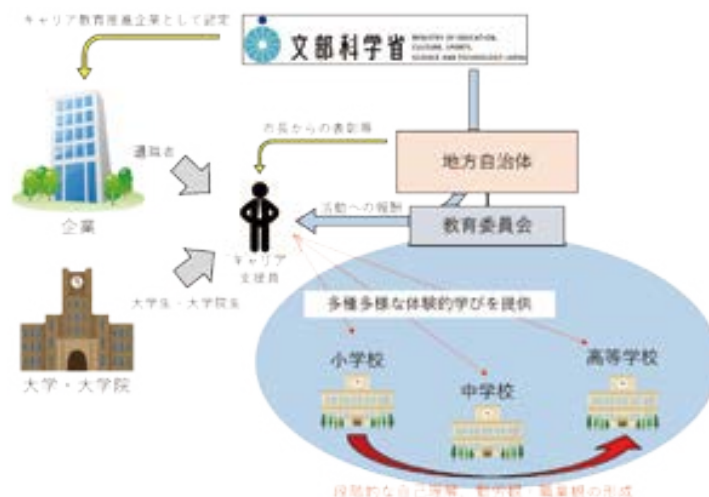 キャリア教育推進企業として認定
文部科学省
MINISTRY OF EDUCATION,
CULTURE, SPORTS,
SCIENCE AND TECHNOLOGY-JAPAN
市長からの表彰等
退職者
地方自治体
企業
活動への報酬
教育委員会
キャリア
支援員
大学生・大学院生
多種多様な体験的学びを提供
大学・大学院
小学校
中学校
高等学校
段階的な自己理解、勤労観・職業観の形成